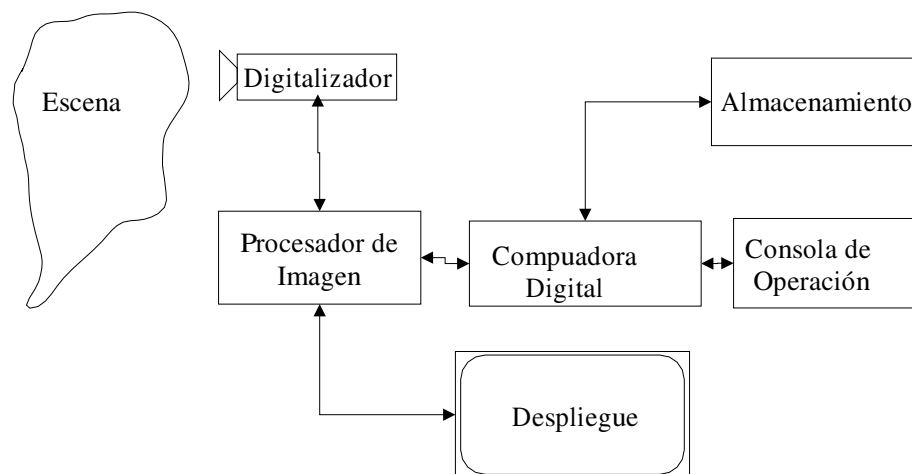 Escena
Digitalizador
Almacenamiento
Procesador de
Imagen
Compuadora
Digital
Consola de
Operación
Despliegue